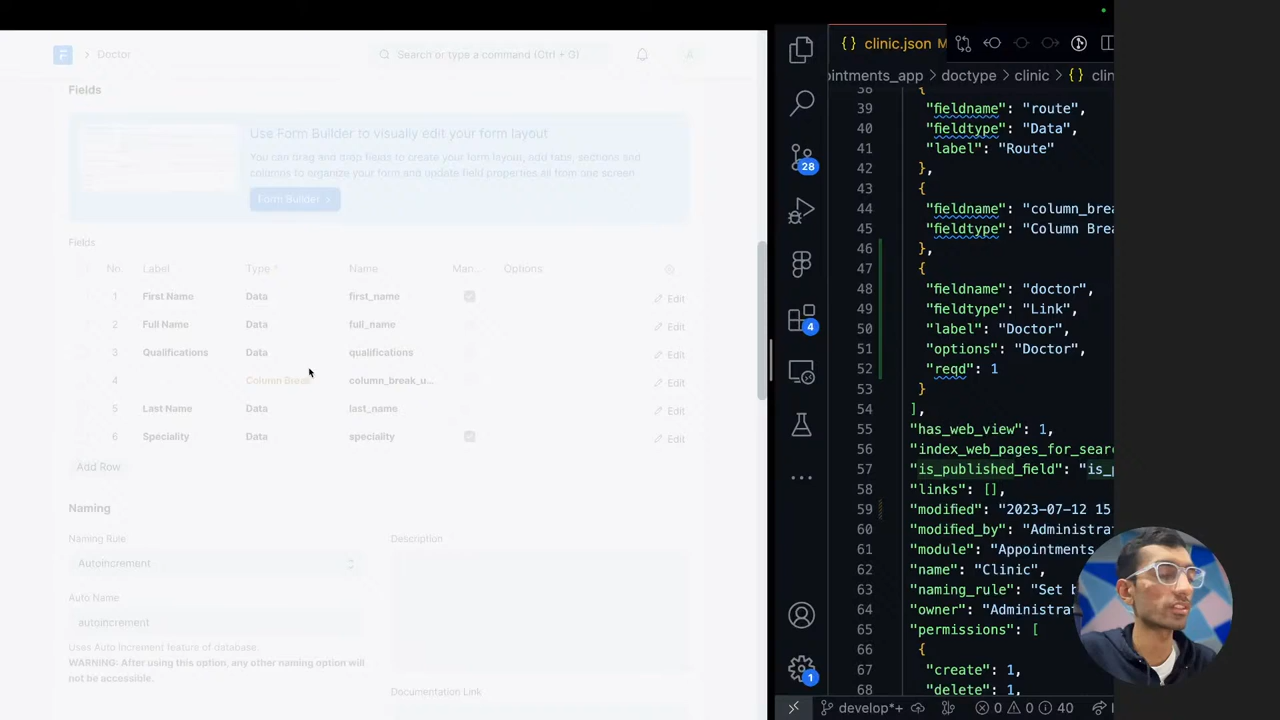 Doctor
Search or type a command (Ctrl + G)
A
Fields
Use Form Builder to visually edit your form layout
You can drag and drop fields to create your form layout, add tabs, sections and
columns to organize your form and update field properties all from one screen
Form Builder >
Fields
No. Label Type * Name Man... Options
1 First Name Data first_name Edit
2 Full Name Data full_name Edit
3 Qualifications Data qualifications Edit
4 Column Break column_break_u... Edit
5 Last Name Data last_name Edit
6 Speciality Data speciality Edit
Add Row
Naming
Naming Rule
Autoincrement
Description
Auto Name
autoincrement
Uses Auto Increment feature of database.
WARNING: After using this option, any other naming option will
not be accessible.
Documentation Link
28
4
1
{} clinic.json M
ointments_app > doctype > clinic > {} clin
38 {
39 "fieldname": "route",
40 "fieldtype": "Data",
41 "label": "Route"
42 },
43 {
44 "fieldname": "column_brea
45 "fieldtype": "Column Brea
46 },
47 {
48 "fieldname": "doctor",
49 "fieldtype": "Link",
50 "label": "Doctor",
51 "options": "Doctor",
52 "reqd": 1
53 }
54 ],
55 "has_web_view": 1,
56 "index_web_pages_for_sear
57 "is_published_field": "is_p
58 "links": [],
59 "modified": "2023-07-12 15
60 "modified_by": "Administra
61 "module": "Appointments
62 "name": "Clinic",
63 "naming_rule": "Set b
64 "owner": "Administra
65 "permissions": [
66 {
67 "create": 1,
68 "delete": 1,
develop*+ 0 0 40